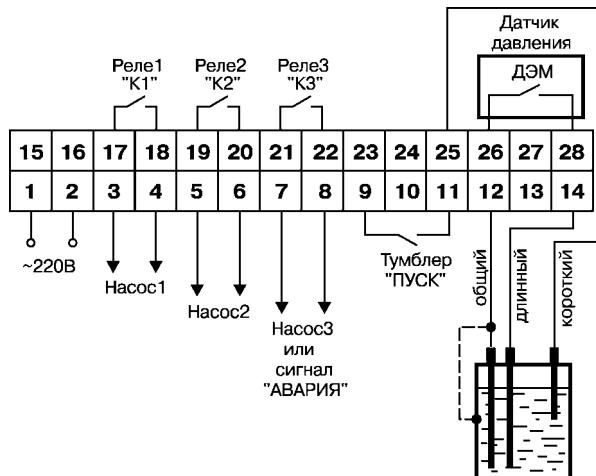 Датчик
давления
ДЭМ
Реле1
"К1"
Реле2
"К2"
Реле3
"К3"
15 16 17 18 19 20 21 22 23 24 25 26 27 28
1 2 3 4 5 6 7 8 9 10 11 12 13 14
~220В
Насос1
Насос2
Насос3
или
сигнал
"АВАРИЯ"
Тумблер
"ПУСК"
общий
длинный
короткий